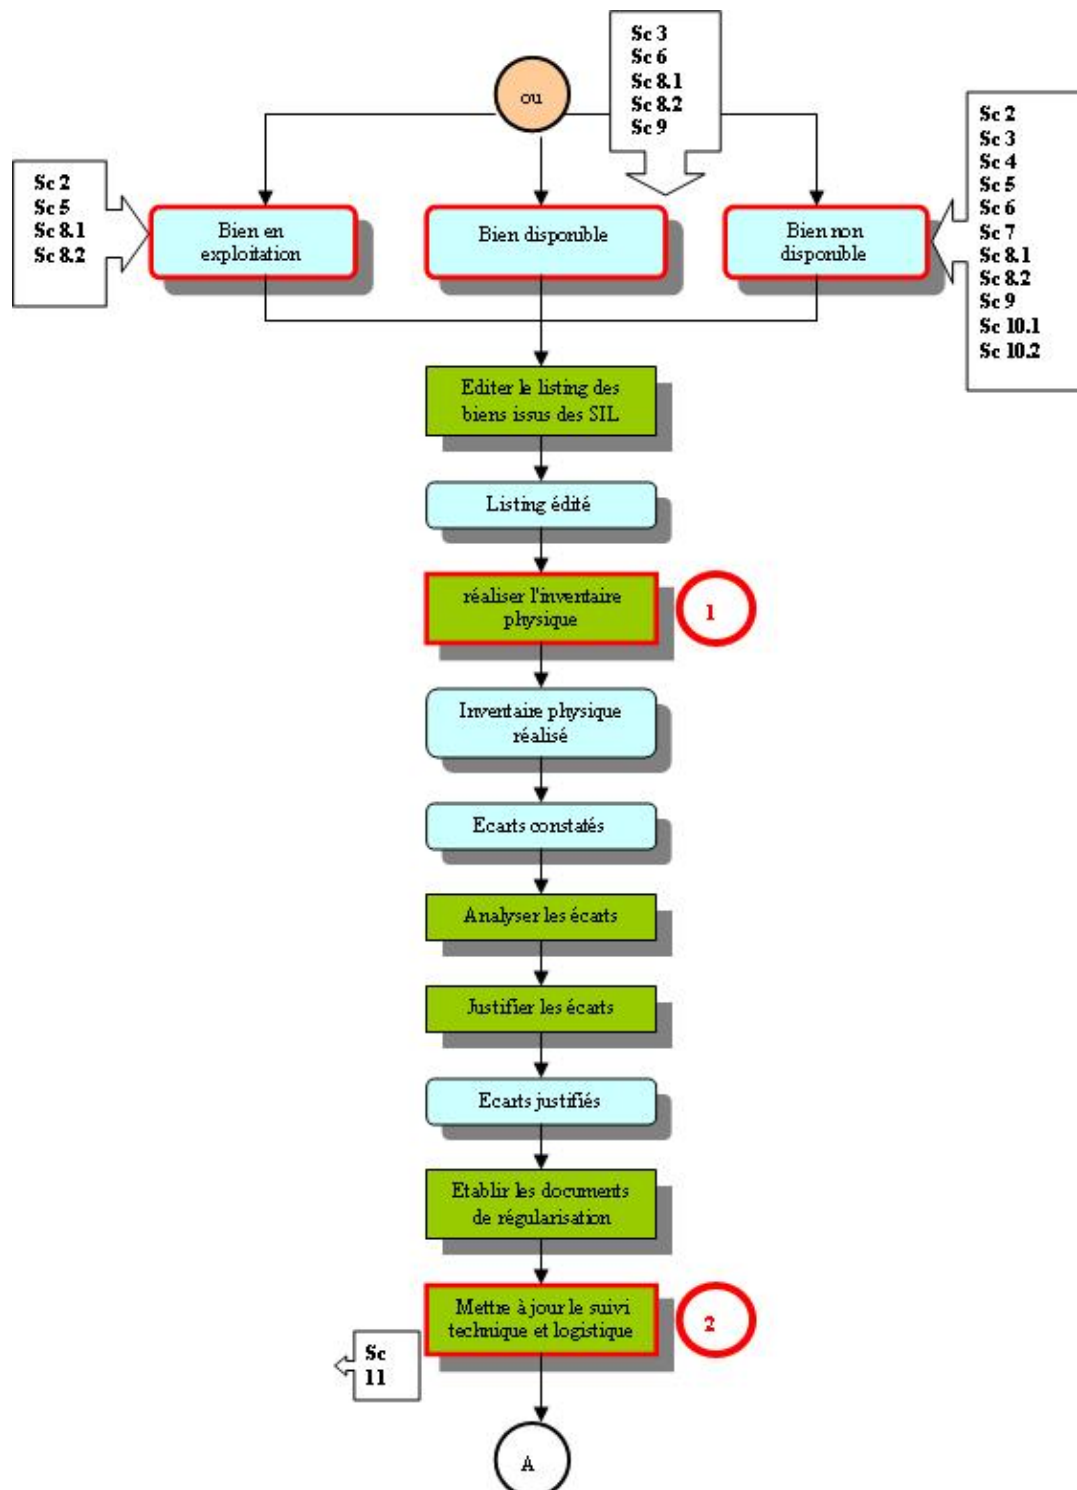 Sc 3
Sc 6
Sc 8.1
Sc 8.2
Sc 9
ou
Sc 2
Sc 3
Sc 4
Sc 5
Sc 6
Sc 7
Sc 8.1
Sc 8.2
Sc 9
Sc 10.1
Sc 10.2
Sc 2
Sc 5
Sc 8.1
Sc 8.2
Bien en
exploitation
Bien disponible
Bien non
disponible
Editer le listing des
biens issus des SIL
Listing édité
réaliser l'inventaire
physique
1
Inventaire physique
réalisé
Ecarts constatés
Analyser les écarts
Justifier les écarts
Ecarts justifiés
Etablir les documents
de régularisation
Mettre à jour le suivi
technique et logistique
2
Sc
11
A